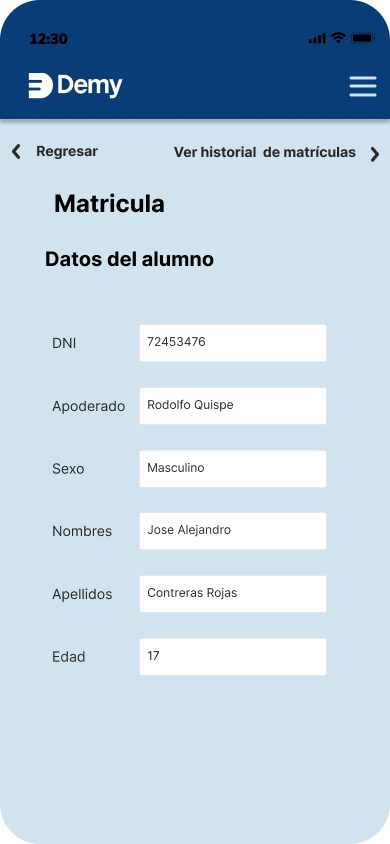 12:30
Demy
Regresar
Ver historial de matrículas
Matricula
Datos del alumno
DNI 72453476
Apoderado Rodolfo Quispe
Sexo Masculino
Nombres Jose Alejandro
Apellidos Contreras Rojas
Edad 17